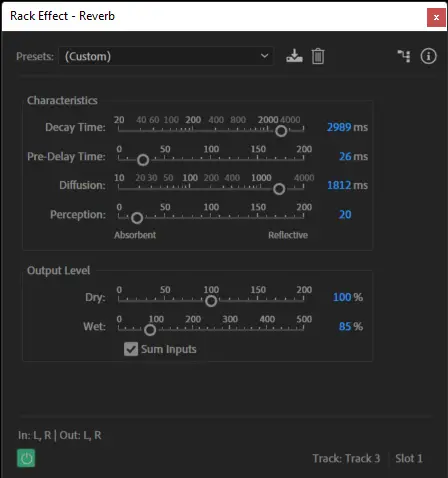 Rack Effect - Reverb
x
Presets: (Custom)
Characteristics
20 40 60 100 200 400 800 2000 4000
Decay Time: 2989 ms
0 50 100 150 200
Pre-Delay Time: 26 ms
10 20 30 50 100 200 400 1000 4000
Diffusion: 1812 ms
0 50 100 150 200
Perception: 20
Absorbent Reflective
Output Level
0 50 100 150 200
Dry: 100 %
0 100 200 300 400 500
Wet: 85 %
Sum Inputs
In: L, R | Out: L, R
Track: Track 3 Slot 1